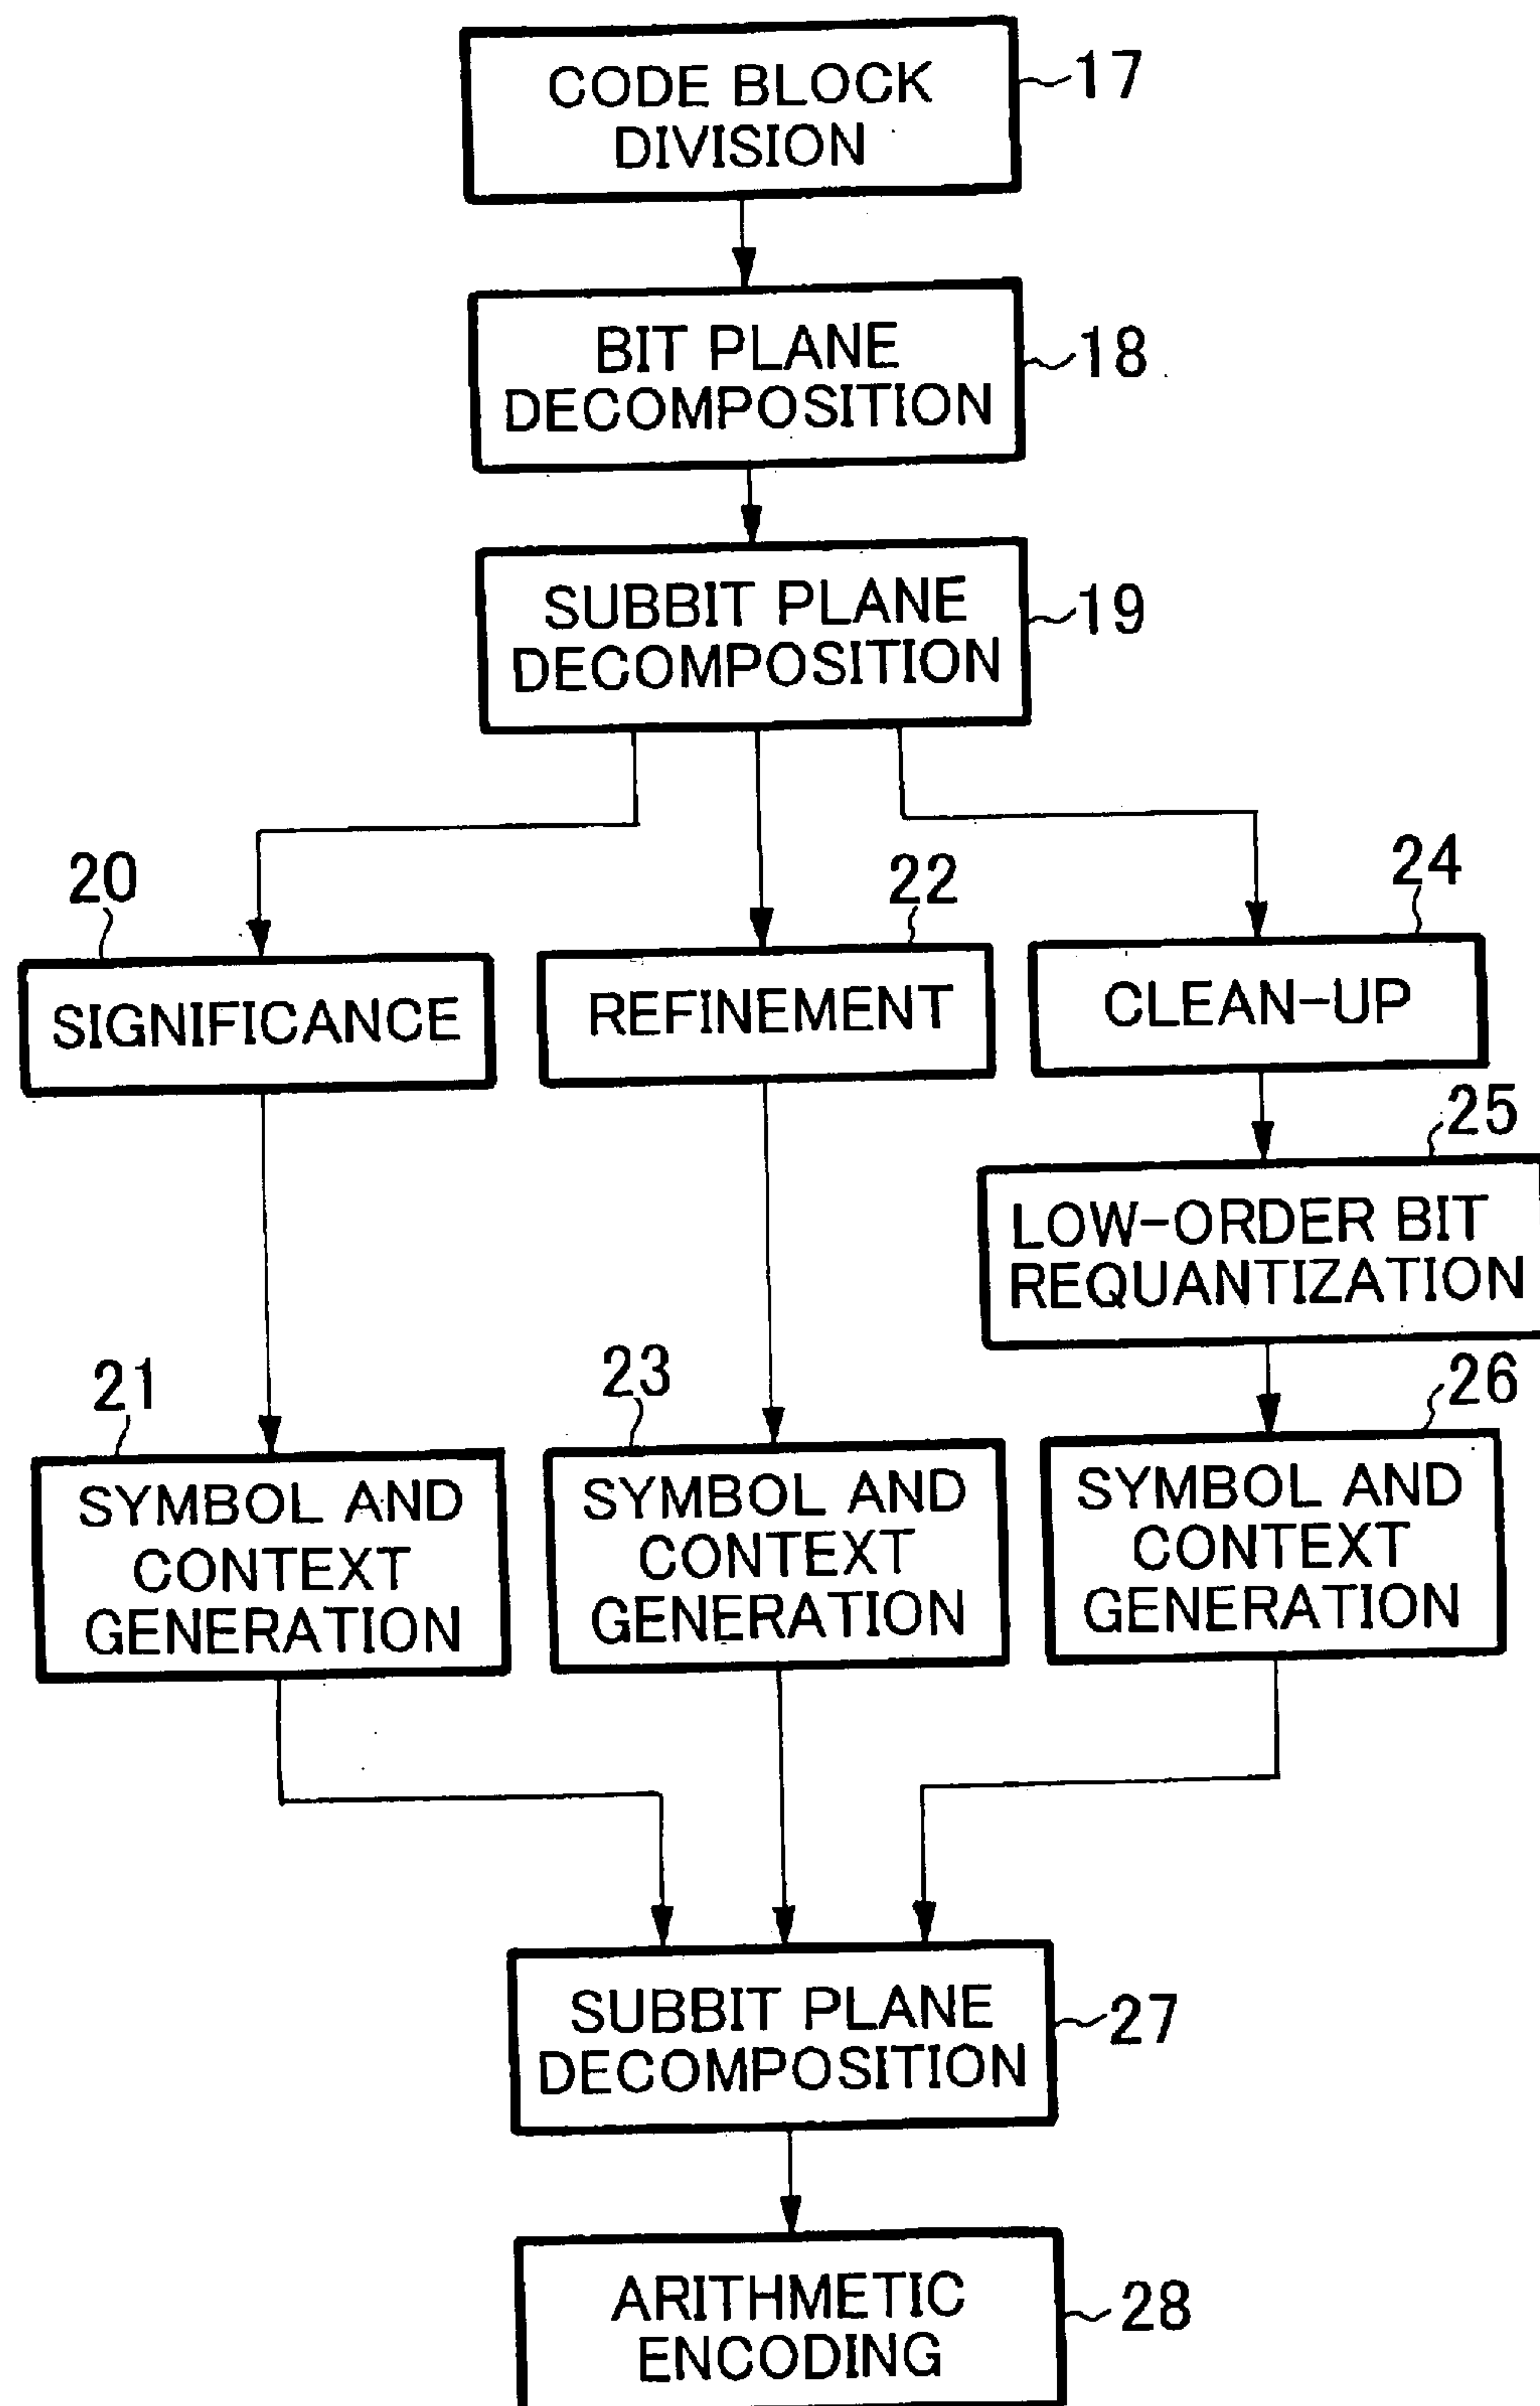 CODE BLOCK
DIVISION
17
BIT PLANE
DECOMPOSITION
18
SUBBIT PLANE
DECOMPOSITION
19
20
22
24
SIGNIFICANCE
REFINEMENT
CLEAN-UP
25
LOW-ORDER BIT
REQUANTIZATION
21
23
26
SYMBOL AND
CONTEXT
GENERATION
SYMBOL AND
CONTEXT
GENERATION
SYMBOL AND
CONTEXT
GENERATION
SUBBIT PLANE
DECOMPOSITION
27
ARITHMETIC
ENCODING
28